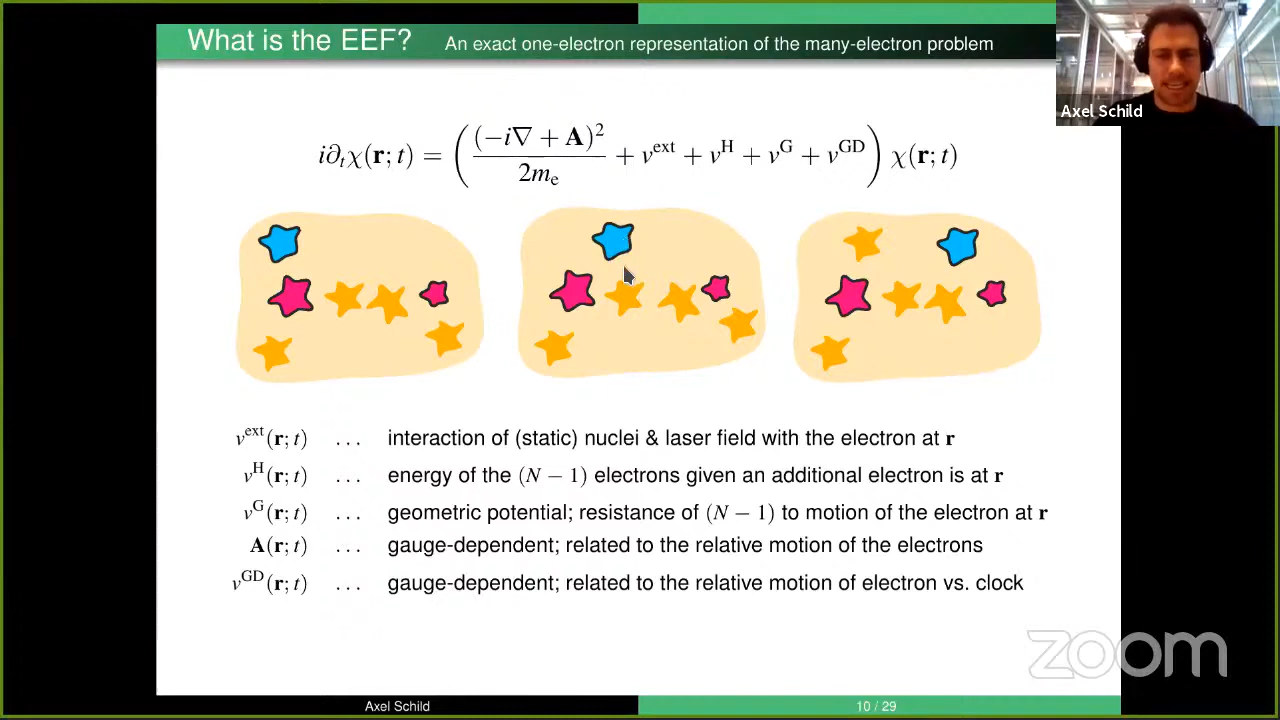 What is the EEF? An exact one-electron representation of the many-electron problem
Axel Schild
i∂ₜχ(r; t) = ( (−i∇ + A)² / 2mₑ + v^ext + v^H + v^G + v^GD ) χ(r; t)
v^ext(r; t) ... interaction of (static) nuclei & laser field with the electron at r
v^H(r; t) ... energy of the (N − 1) electrons given an additional electron is at r
v^G(r; t) ... geometric potential; resistance of (N − 1) to motion of the electron at r
A(r; t) ... gauge-dependent; related to the relative motion of the electrons
v^GD(r; t) ... gauge-dependent; related to the relative motion of electron vs. clock
zoom
Axel Schild 10 / 29